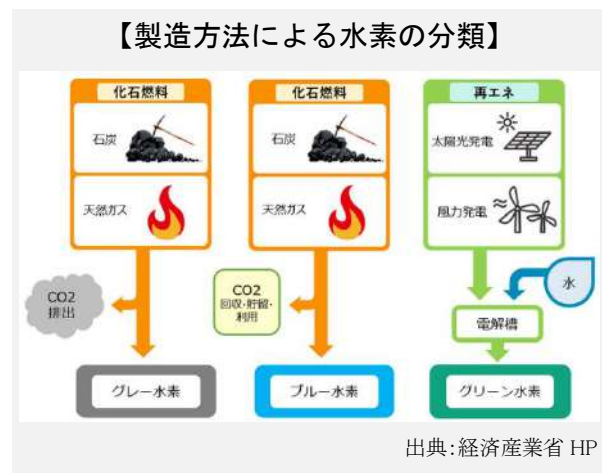 【製造方法による水素の分類】
化石燃料
石炭
天然ガス
CO2
排出
グレー水素
化石燃料
石炭
天然ガス
CO2
回収・貯留・
利用
ブルー水素
再エネ
太陽光発電
風力発電
水
電解槽
グリーン水素
出典:経済産業省 HP